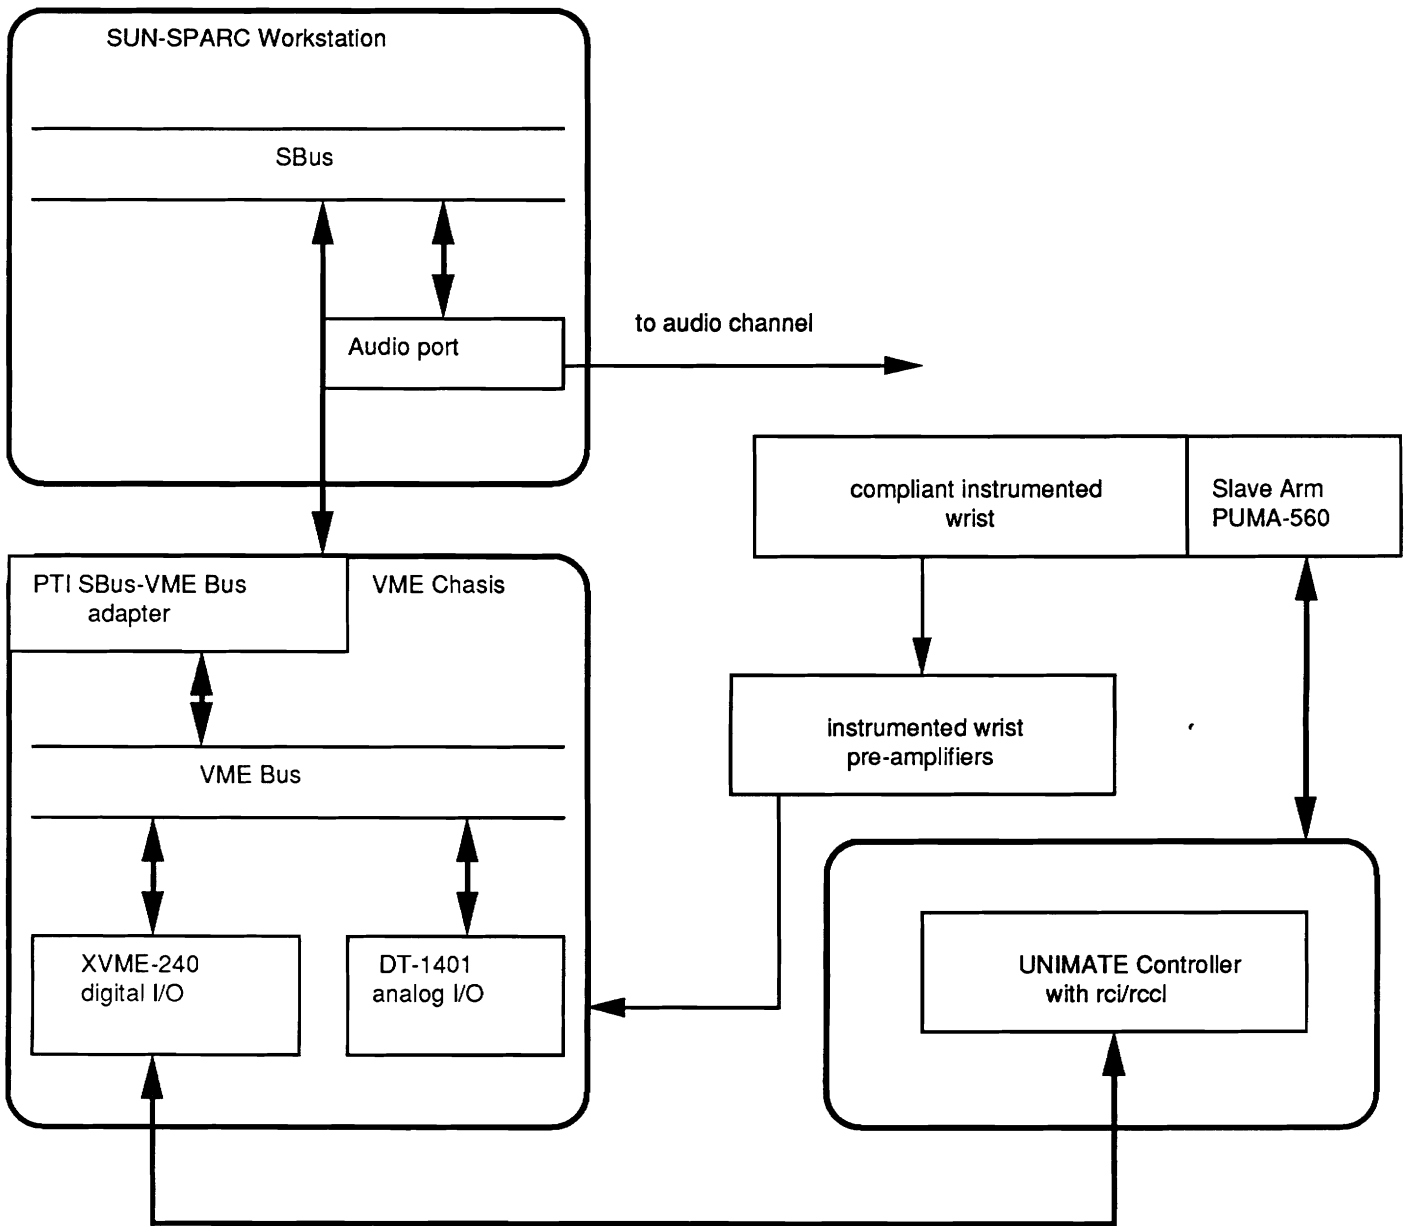 SUN-SPARC Workstation
SBus
Audio port
to audio channel
compliant instrumented
wrist
Slave Arm
PUMA-560
PTI SBus-VME Bus
adapter
VME Chasis
instrumented wrist
pre-amplifiers
VME Bus
XVME-240
digital I/O
DT-1401
analog I/O
UNIMATE Controller
with rci/rccl